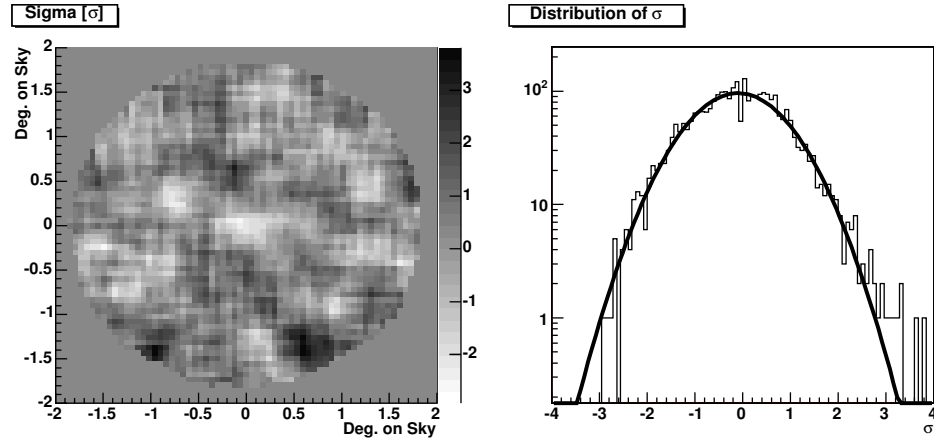 Sigma [σ]
Deg. on Sky
2
1.5
1
0.5
0
-0.5
-1
-1.5
-2
-2 -1.5 -1 -0.5 0 0.5 1 1.5 2
Deg. on Sky
3
2
1
0
-1
-2
Distribution of σ
10²
10
1
-4 -3 -2 -1 0 1 2 3 4
σ